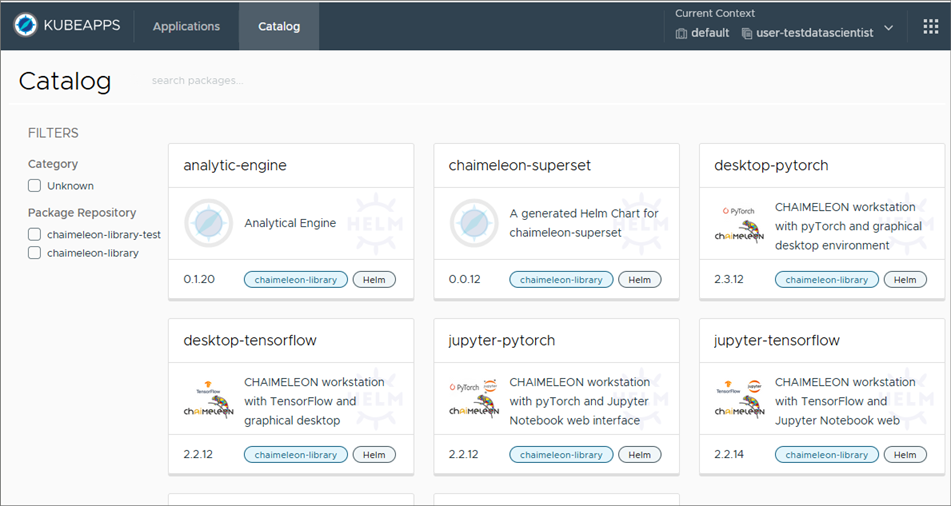 KUBEAPPS
Applications
Catalog
Current Context
default
user-testdatascientist
Catalog
search packages...
FILTERS
Category
Unknown
Package Repository
chaimeleon-library-test
chaimeleon-library
analytic-engine
HELM
Analytical Engine
0.1.20
chaimeleon-library
Helm
chaimeleon-superset
HELM
A generated Helm Chart for
chaimeleon-superset
0.0.12
chaimeleon-library
Helm
desktop-pytorch
PyTorch
chaimeleon
HELM
CHAIMELEON workstation
with pyTorch and graphical
desktop environment
2.3.12
chaimeleon-library
Helm
desktop-tensorflow
TensorFlow
chaimeleon
HELM
CHAIMELEON workstation
with TensorFlow and
graphical desktop
2.2.12
chaimeleon-library
Helm
jupyter-pytorch
PyTorch
jupyter
chaimeleon
HELM
CHAIMELEON workstation
with pyTorch and Jupyter
Notebook web interface
2.2.12
chaimeleon-library
Helm
jupyter-tensorflow
TensorFlow
jupyter
chaimeleon
HELM
CHAIMELEON workstation
with TensorFlow and
Jupyter Notebook web
2.2.14
chaimeleon-library
Helm